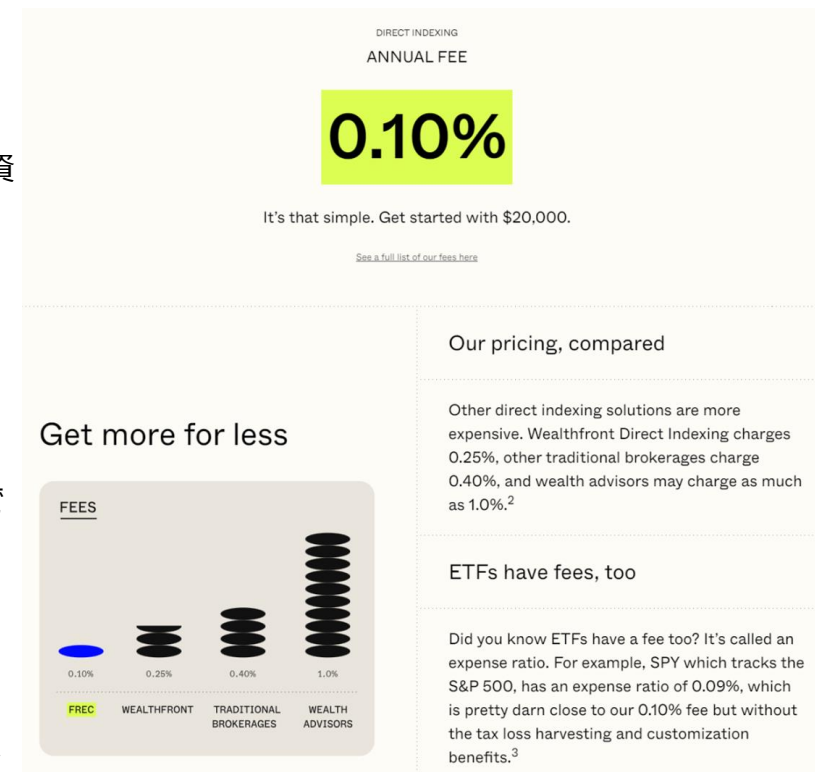 DIRECT INDEXING
ANNUAL FEE
0.10%
It's that simple. Get started with $20,000.
See a full list of our fees here
資
Get more for less
FEES
0.10%
0.25%
0.40%
1.0%
FREC
WEALTHFRONT
TRADITIONAL
BROKERAGES
WEALTH
ADVISORS
Our pricing, compared
Other direct indexing solutions are more
expensive. Wealthfront Direct Indexing charges
0.25%, other traditional brokerages charge
0.40%, and wealth advisors may charge as much
as 1.0%.2
ETFs have fees, too
Did you know ETFs have a fee too? It's called an
expense ratio. For example, SPY which tracks the
S&P 500, has an expense ratio of 0.09%, which
is pretty darn close to our 0.10% fee but without
the tax loss harvesting and customization
benefits.3